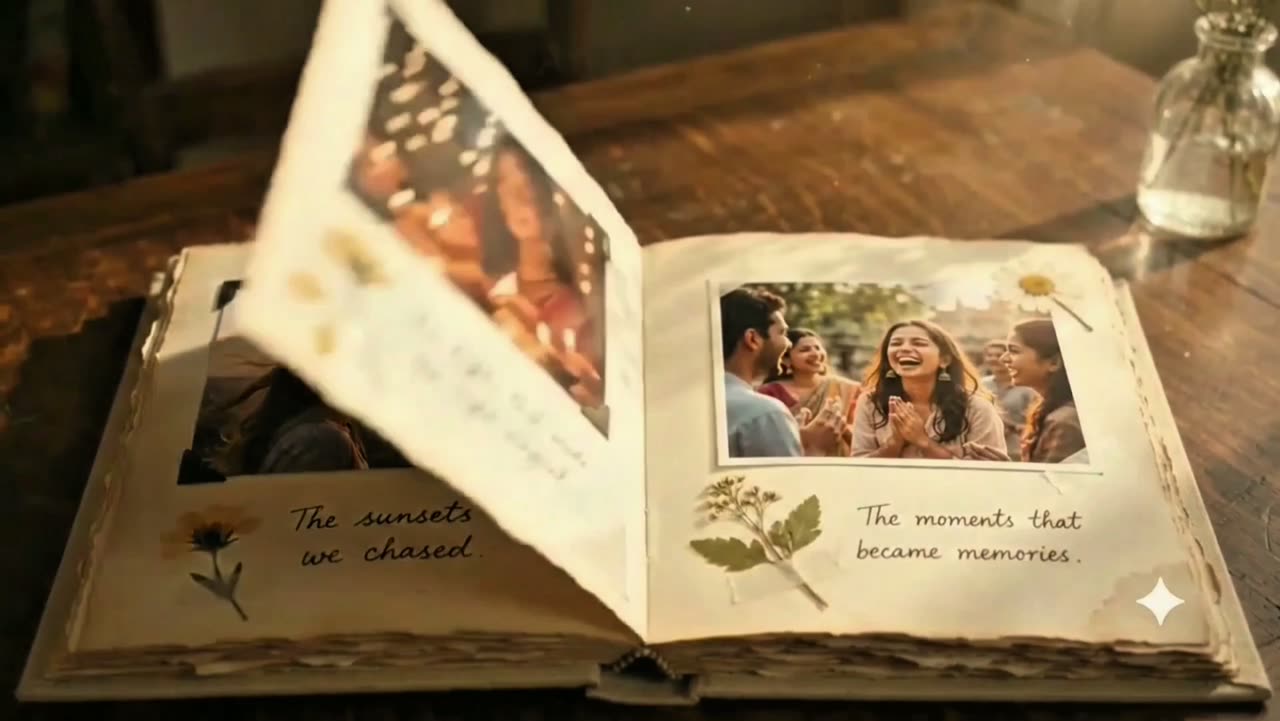 The sunsets
we chased.
The moments that
became memories.